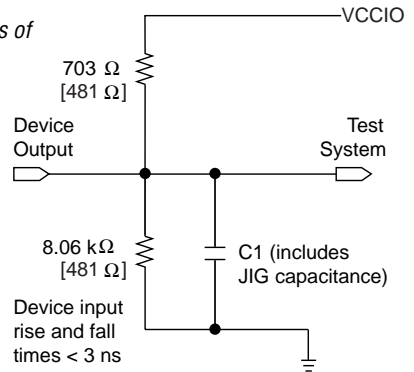 s of
VCCIO
703 Ω
[481 Ω]
Device
Output
Test
System
8.06 kΩ
[481 Ω]
C1 (includes
JIG capacitance)
Device input
rise and fall
times < 3 ns